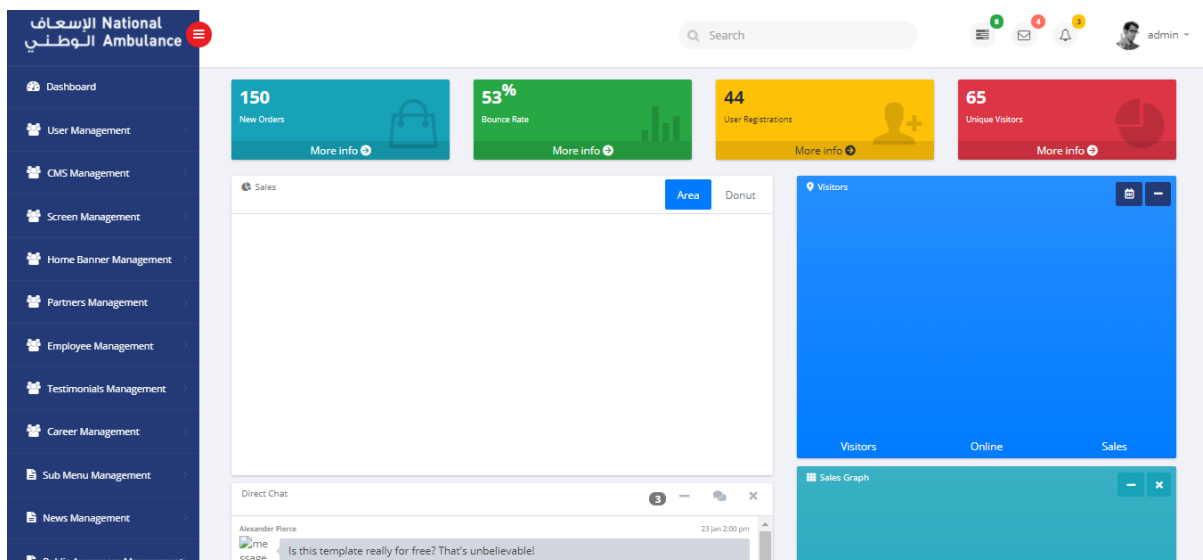 الإسعاف National
الـوطنـي Ambulance
Search
8
4
3
admin
Dashboard
User Management
CMS Management
Screen Management
Home Banner Management
Partners Management
Employee Management
Testimonials Management
Career Management
Sub Menu Management
News Management
150
New Orders
More info
53%
Bounce Rate
More info
44
User Registrations
More info
65
Unique Visitors
More info
Sales
Area
Donut
Visitors
Visitors
Online
Sales
Direct Chat
3
Alexander Pierce
23 Jan 2:00 pm
me
ssage
Is this template really for free? That's unbelievable!
Sales Graph